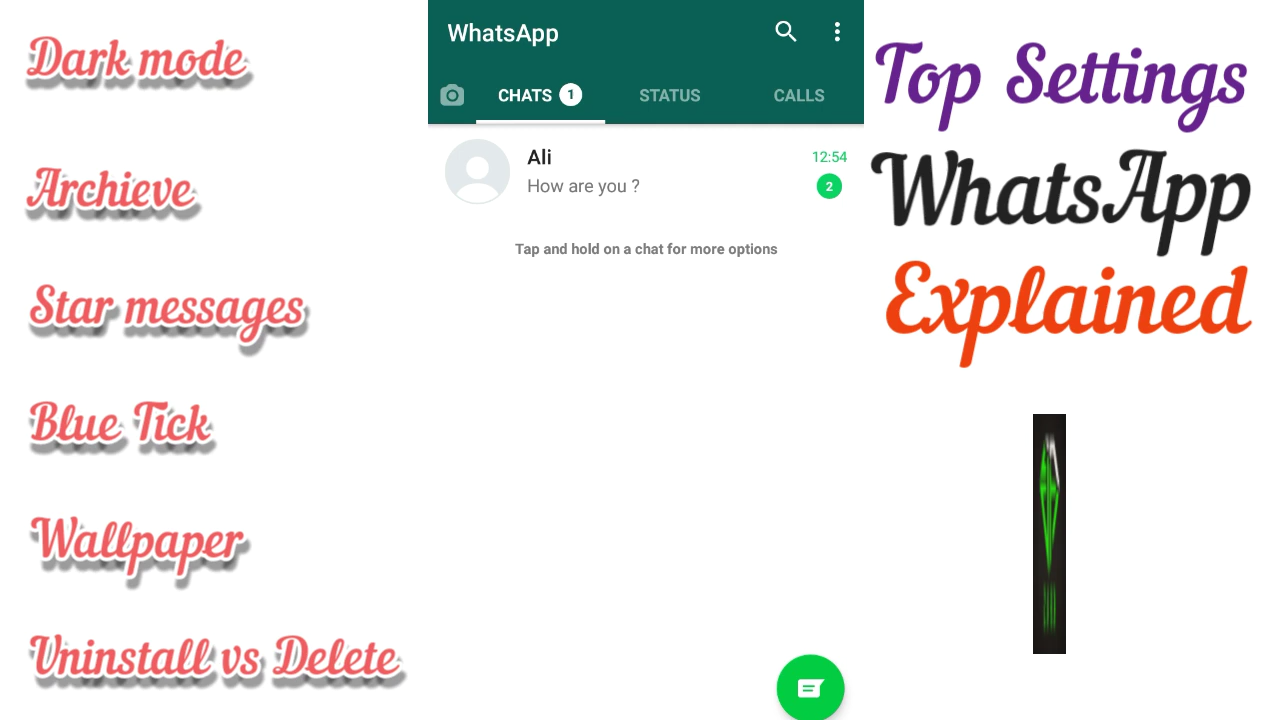 Dark mode
Archieve
Star messages
Blue Tick
Wallpaper
Uninstall vs Delete
WhatsApp
CHATS 1
STATUS
CALLS
Ali
12:54
How are you ?
2
Tap and hold on a chat for more options
Top Settings
WhatsApp
Explained